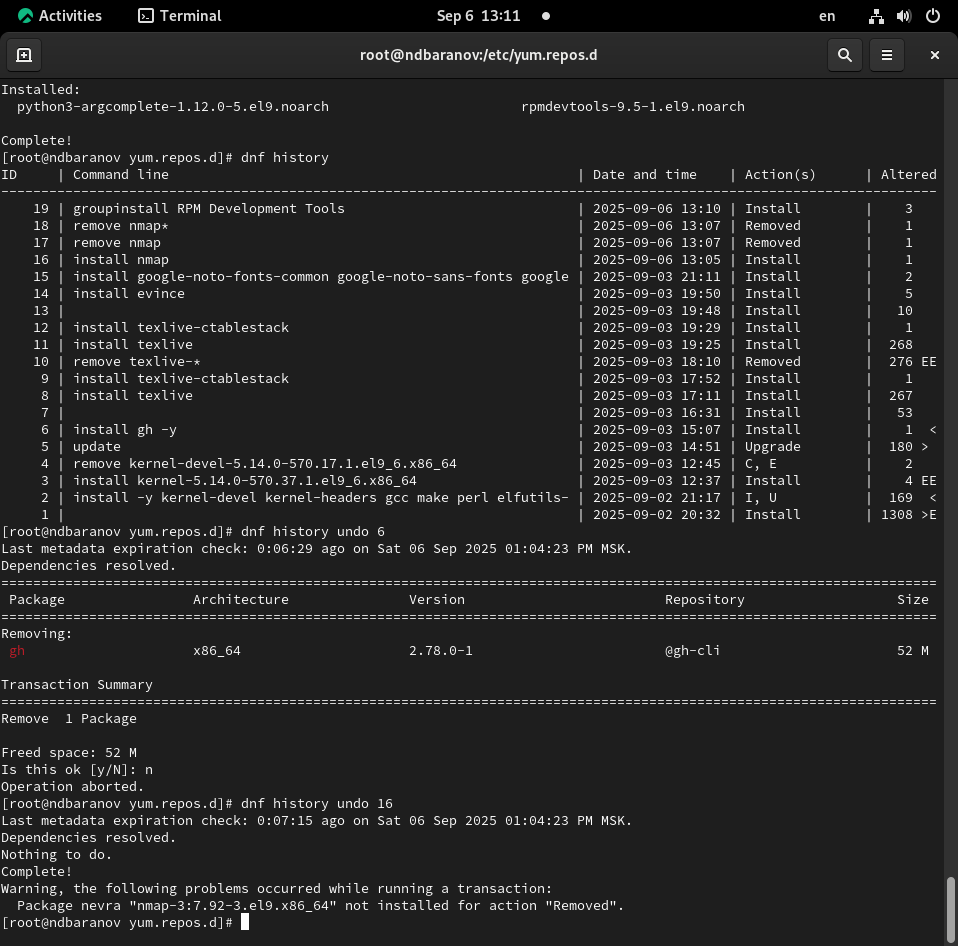 Activities Terminal Sep 6 13:11 en
root@ndbaranov:/etc/yum.repos.d
Installed:
  python3-argcomplete-1.12.0-5.el9.noarch                        rpmdevtools-9.5-1.el9.noarch
Complete!
[root@ndbaranov yum.repos.d]# dnf history
ID     | Command line                                                   | Date and time    | Action(s)      | Altered
---------------------------------------------------------------------------------------------------------------------
    19 | groupinstall RPM Development Tools                             | 2025-09-06 13:10 | Install        |    3
    18 | remove nmap*                                                   | 2025-09-06 13:07 | Removed        |    1
    17 | remove nmap                                                    | 2025-09-06 13:07 | Removed        |    1
    16 | install nmap                                                   | 2025-09-06 13:05 | Install        |    1
    15 | install google-noto-fonts-common google-noto-sans-fonts google | 2025-09-03 21:11 | Install        |    2
    14 | install evince                                                 | 2025-09-03 19:50 | Install        |    5
    13 |                                                                | 2025-09-03 19:48 | Install        |   10
    12 | install texlive-ctablestack                                    | 2025-09-03 19:29 | Install        |    1
    11 | install texlive                                                | 2025-09-03 19:25 | Install        |  268
    10 | remove texlive-*                                               | 2025-09-03 18:10 | Removed        |  276 EE
     9 | install texlive-ctablestack                                    | 2025-09-03 17:52 | Install        |    1
     8 | install texlive                                                | 2025-09-03 17:11 | Install        |  267
     7 |                                                                | 2025-09-03 16:31 | Install        |   53
     6 | install gh -y                                                  | 2025-09-03 15:07 | Install        |    1  <
     5 | update                                                         | 2025-09-03 14:51 | Upgrade        |  180 >
     4 | remove kernel-devel-5.14.0-570.17.1.el9_6.x86_64               | 2025-09-03 12:45 | C, E           |    2
     3 | install kernel-5.14.0-570.37.1.el9_6.x86_64                    | 2025-09-03 12:37 | Install        |    4 EE
     2 | install -y kernel-devel kernel-headers gcc make perl elfutils- | 2025-09-02 21:17 | I, U           |  169  <
     1 |                                                                | 2025-09-02 20:32 | Install        | 1308 >E
[root@ndbaranov yum.repos.d]# dnf history undo 6
Last metadata expiration check: 0:06:29 ago on Sat 06 Sep 2025 01:04:23 PM MSK.
Dependencies resolved.
=====================================================================================================================
 Package                Architecture               Version                         Repository                   Size
=====================================================================================================================
Removing:
 gh                     x86_64                     2.78.0-1                        @gh-cli                      52 M
Transaction Summary
=====================================================================================================================
Remove  1 Package
Freed space: 52 M
Is this ok [y/N]: n
Operation aborted.
[root@ndbaranov yum.repos.d]# dnf history undo 16
Last metadata expiration check: 0:07:15 ago on Sat 06 Sep 2025 01:04:23 PM MSK.
Dependencies resolved.
Nothing to do.
Complete!
Warning, the following problems occurred while running a transaction:
  Package nevra "nmap-3:7.92-3.el9.x86_64" not installed for action "Removed".
[root@ndbaranov yum.repos.d]#